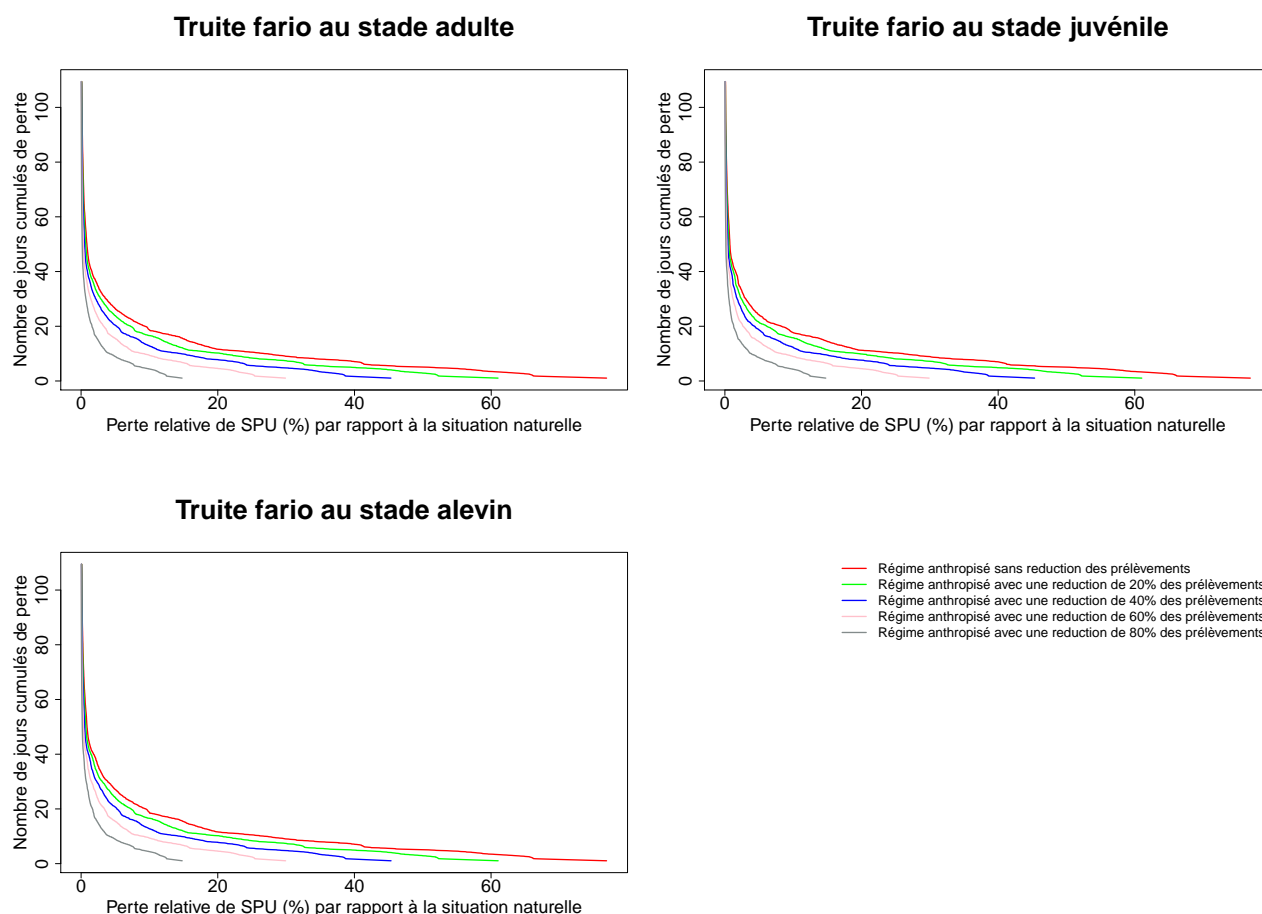 Truite fario au stade adulte
Nombre de jours cumulés de perte
100
80
60
40
20
0
0 20 40 60
Perte relative de SPU (%) par rapport à la situation naturelle
Truite fario au stade juvénile
Nombre de jours cumulés de perte
100
80
60
40
20
0
0 20 40 60
Perte relative de SPU (%) par rapport à la situation naturelle
Truite fario au stade alevin
Nombre de jours cumulés de perte
100
80
60
40
20
0
0 20 40 60
Perte relative de SPU (%) par rapport à la situation naturelle
Régime anthropisé sans reduction des prélèvements
Régime anthropisé avec une reduction de 20% des prélèvements
Régime anthropisé avec une reduction de 40% des prélèvements
Régime anthropisé avec une reduction de 60% des prélèvements
Régime anthropisé avec une reduction de 80% des prélèvements